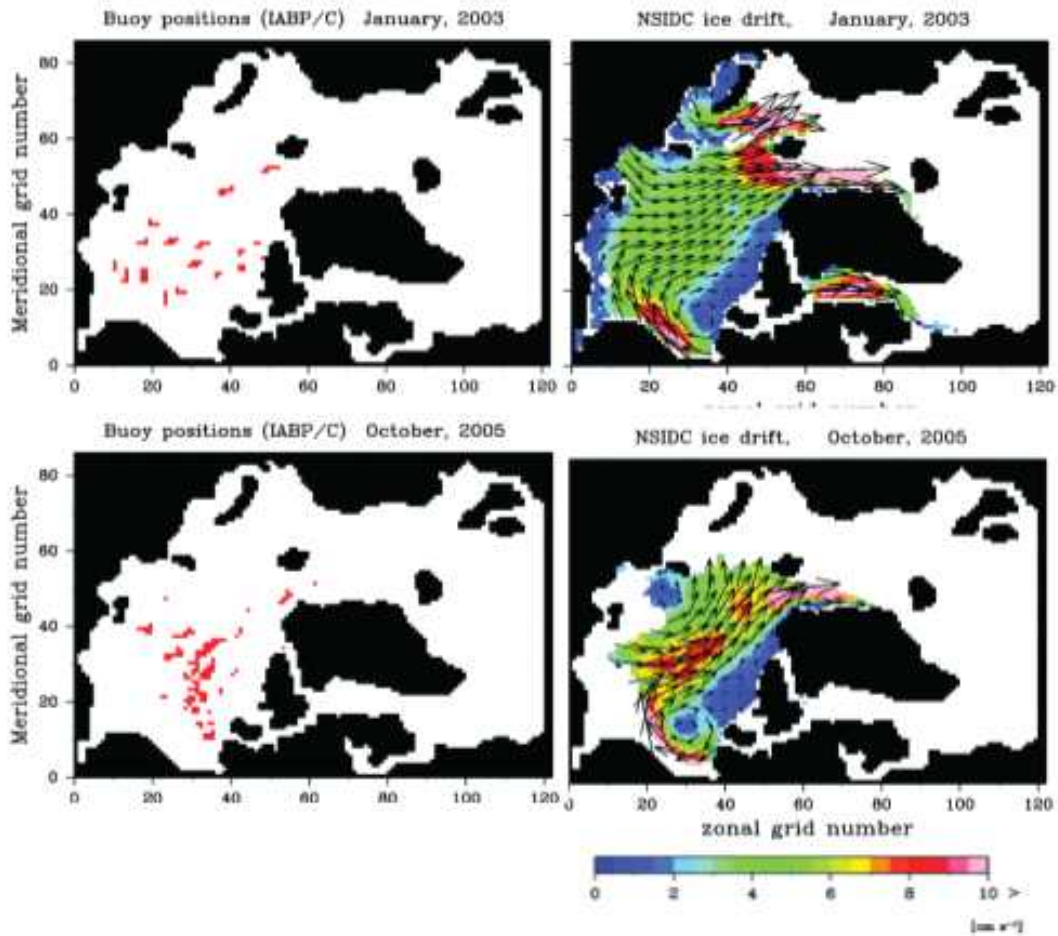 Buoy positions (IABP/C) January, 2003
NSIDC ice drift, January, 2003
Meridional grid number
80
60
40
20
0
0 20 40 60 80 100 120
0 20 40 60 80 100 120
Buoy positions (IABP/C) October, 2005
NSIDC ice drift, October, 2005
Meridional grid number
80
60
40
20
0
0 20 40 60 80 100 120
0 20 40 60 80 100 120
zonal grid number
0 2 4 6 8 10 >